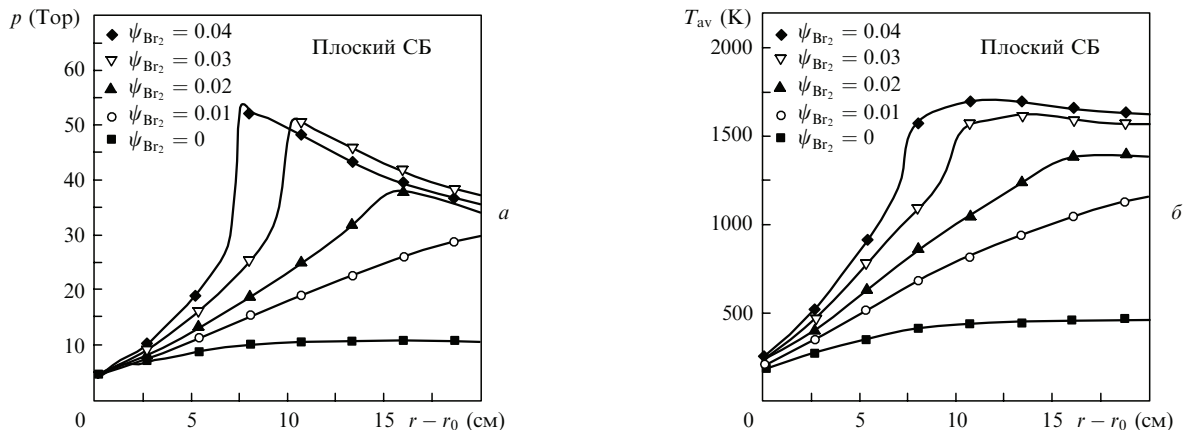 p (Тор)
60
50
40
30
20
10
0
5
10
15
r − r₀ (см)
ψBr₂ = 0.04
ψBr₂ = 0.03
ψBr₂ = 0.02
ψBr₂ = 0.01
ψBr₂ = 0
Плоский СБ
а
Tav (K)
2000
1500
1000
500
0
5
10
15
r − r₀ (см)
ψBr₂ = 0.04
ψBr₂ = 0.03
ψBr₂ = 0.02
ψBr₂ = 0.01
ψBr₂ = 0
Плоский СБ
б